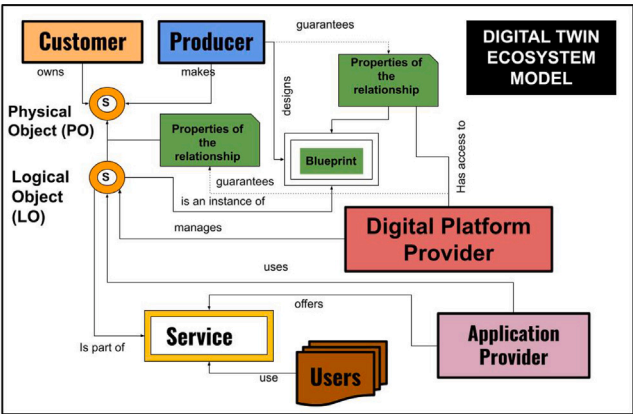 Customer
Producer
guarantees
DIGITAL TWIN
ECOSYSTEM
MODEL
owns
makes
designs
Properties of
the
relationship
S
Physical
Object (PO)
Properties of
the
relationship
Blueprint
Has access to
Logical
Object
(LO)
S
guarantees
is an instance of
manages
Digital Platform
Provider
uses
offers
Service
Application
Provider
Is part of
use
Users